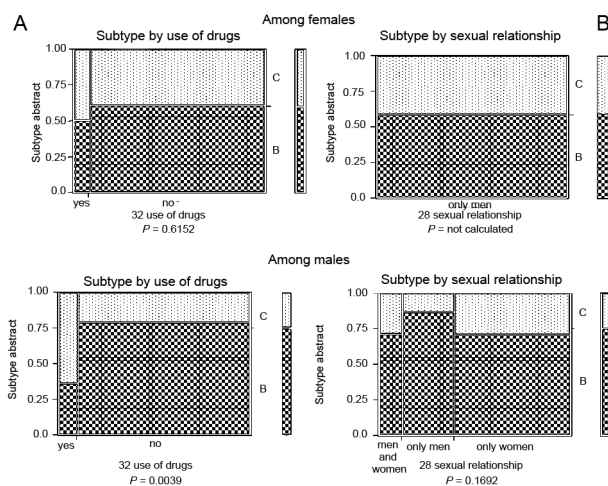 A
Among females
B
Subtype by use of drugs
Subtype by sexual relationship
Subtype abstract
1.00
0.75
0.50
0.25
0.0
C
B
yes
no
32 use of drugs
P = 0.6152
Subtype abstract
1.00
0.75
0.50
0.25
0.0
C
B
only men
28 sexual relationship
P = not calculated
Among males
Subtype by use of drugs
Subtype by sexual relationship
Subtype abstract
1.00
0.75
0.50
0.25
0.0
C
B
yes
no
32 use of drugs
P = 0.0039
Subtype abstract
1.00
0.75
0.50
0.25
0.0
C
B
men
and
women
only men
only women
28 sexual relationship
P = 0.1692